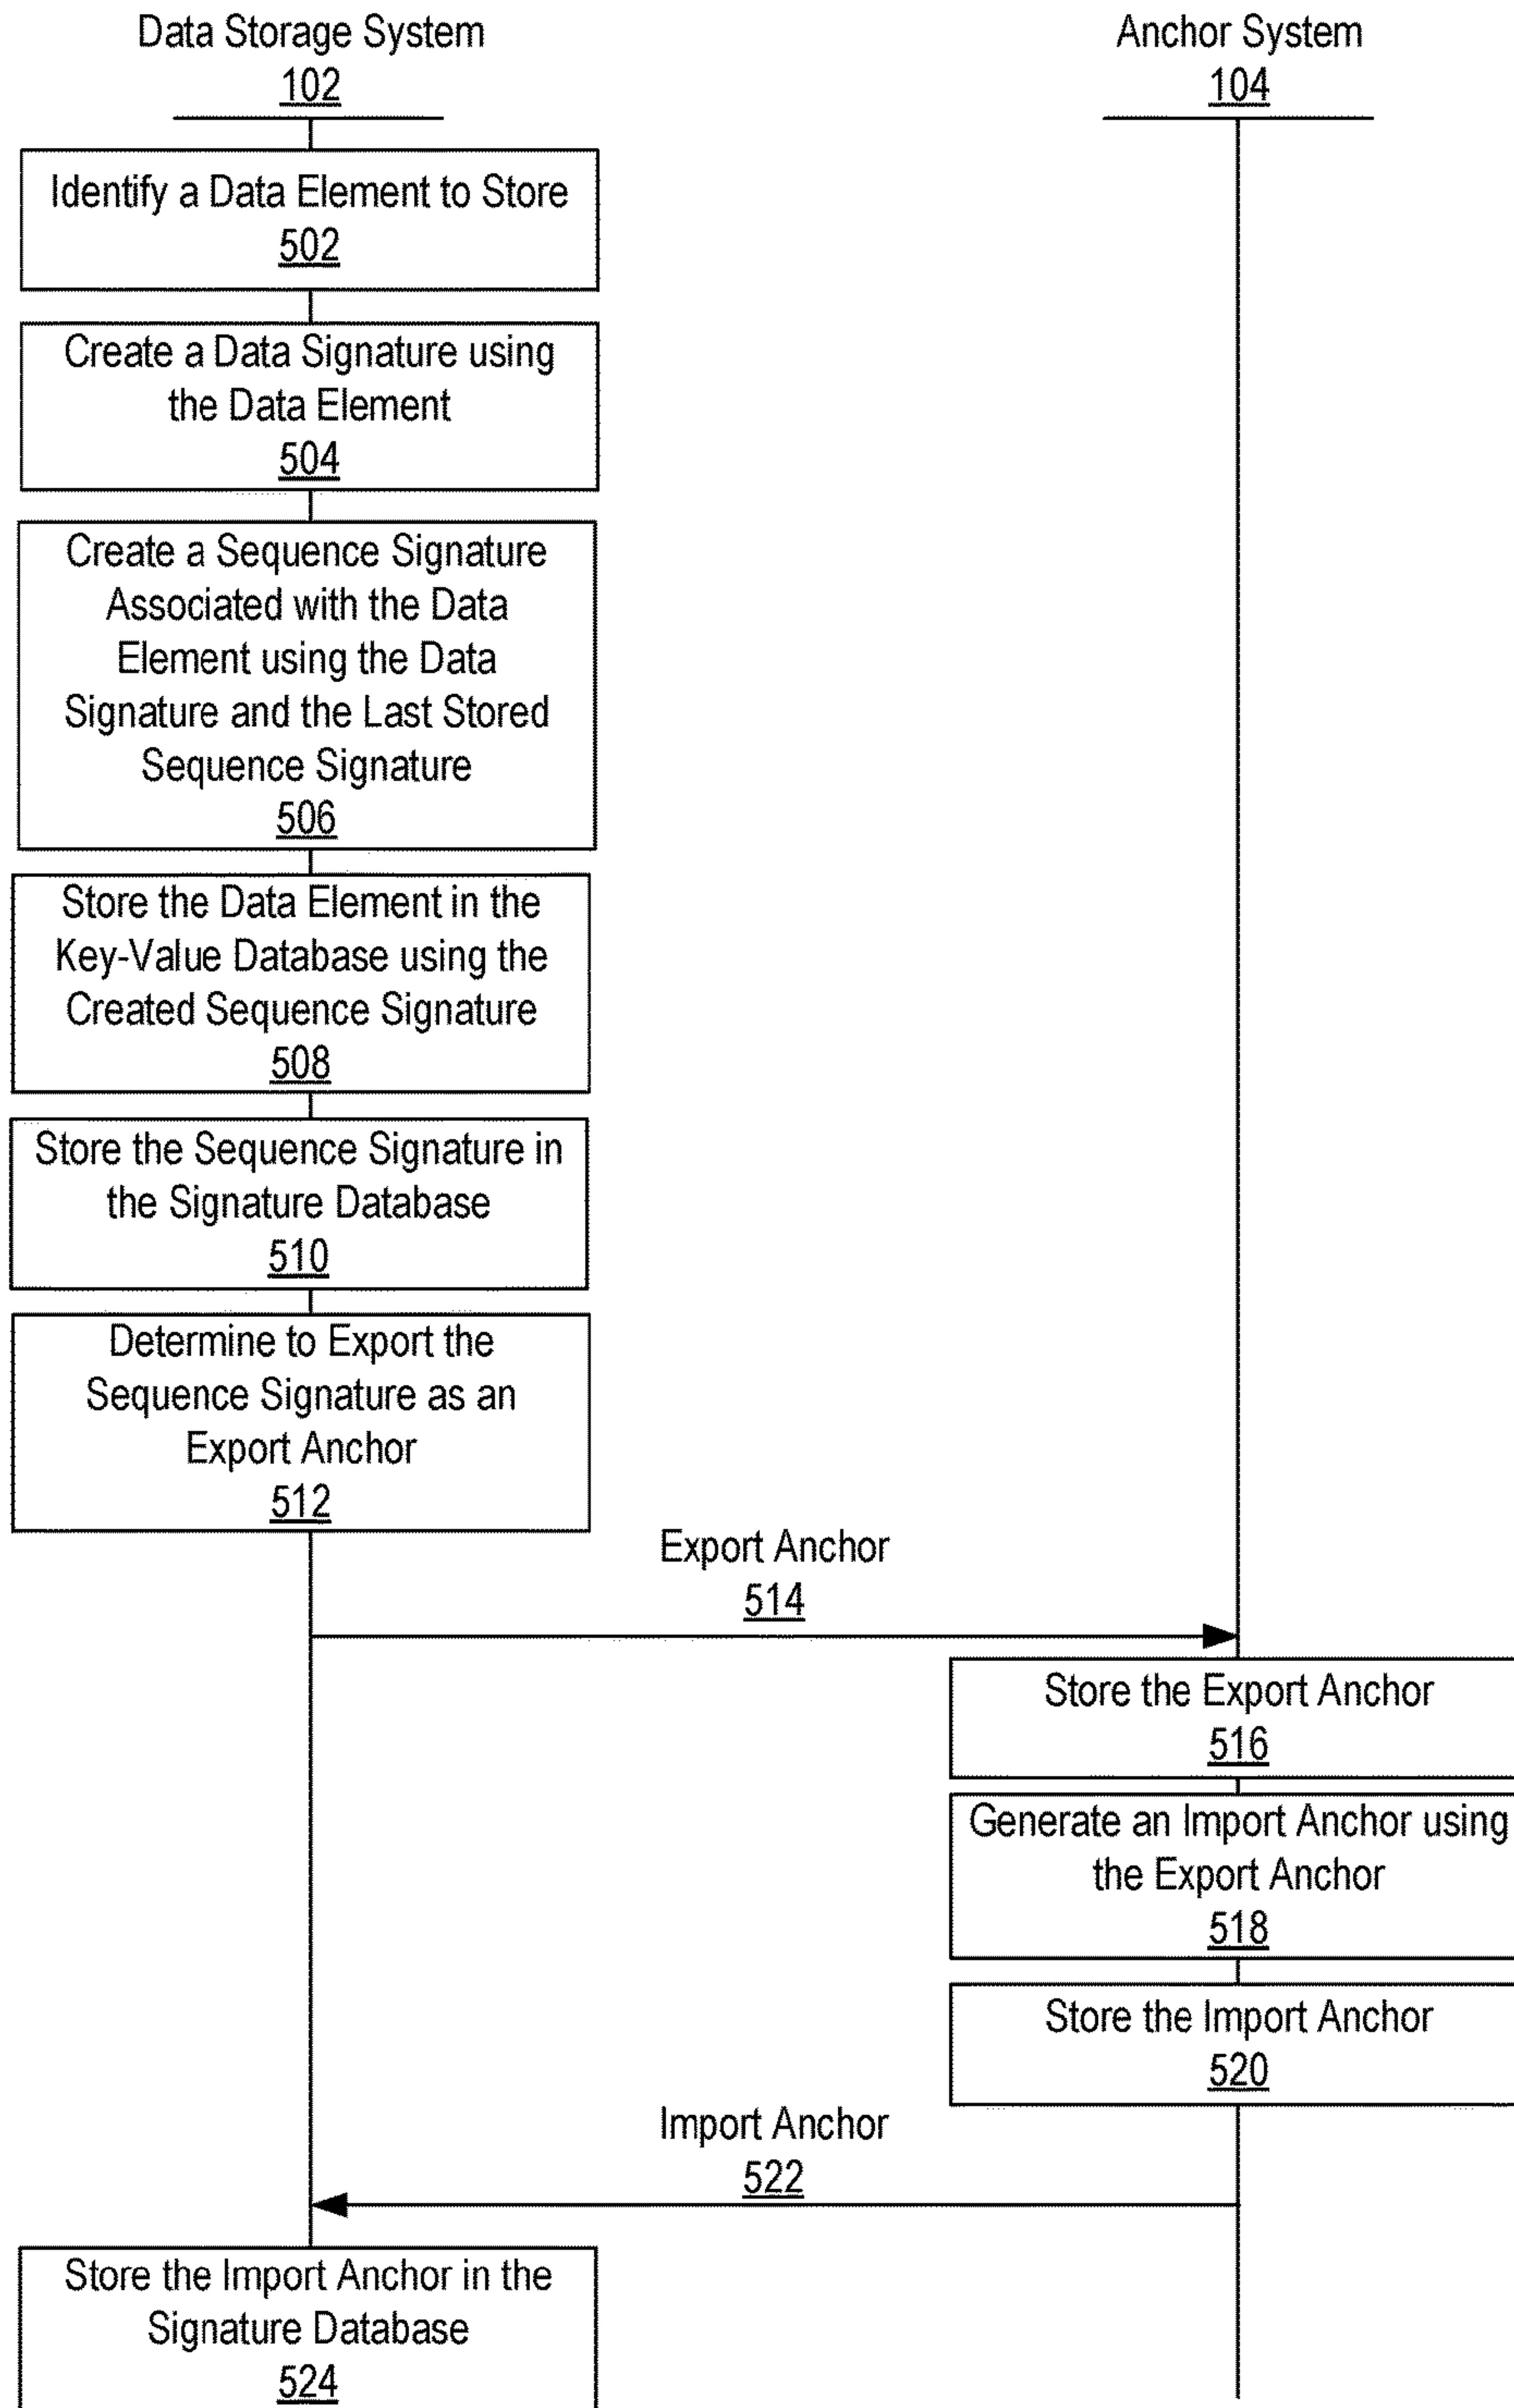 Data Storage System
102
Anchor System
104
Identify a Data Element to Store
502
Create a Data Signature using
the Data Element
504
Create a Sequence Signature
Associated with the Data
Element using the Data
Signature and the Last Stored
Sequence Signature
506
Store the Data Element in the
Key-Value Database using the
Created Sequence Signature
508
Store the Sequence Signature in
the Signature Database
510
Determine to Export the
Sequence Signature as an
Export Anchor
512
Export Anchor
514
Store the Export Anchor
516
Generate an Import Anchor using
the Export Anchor
518
Store the Import Anchor
520
Import Anchor
522
Store the Import Anchor in the
Signature Database
524